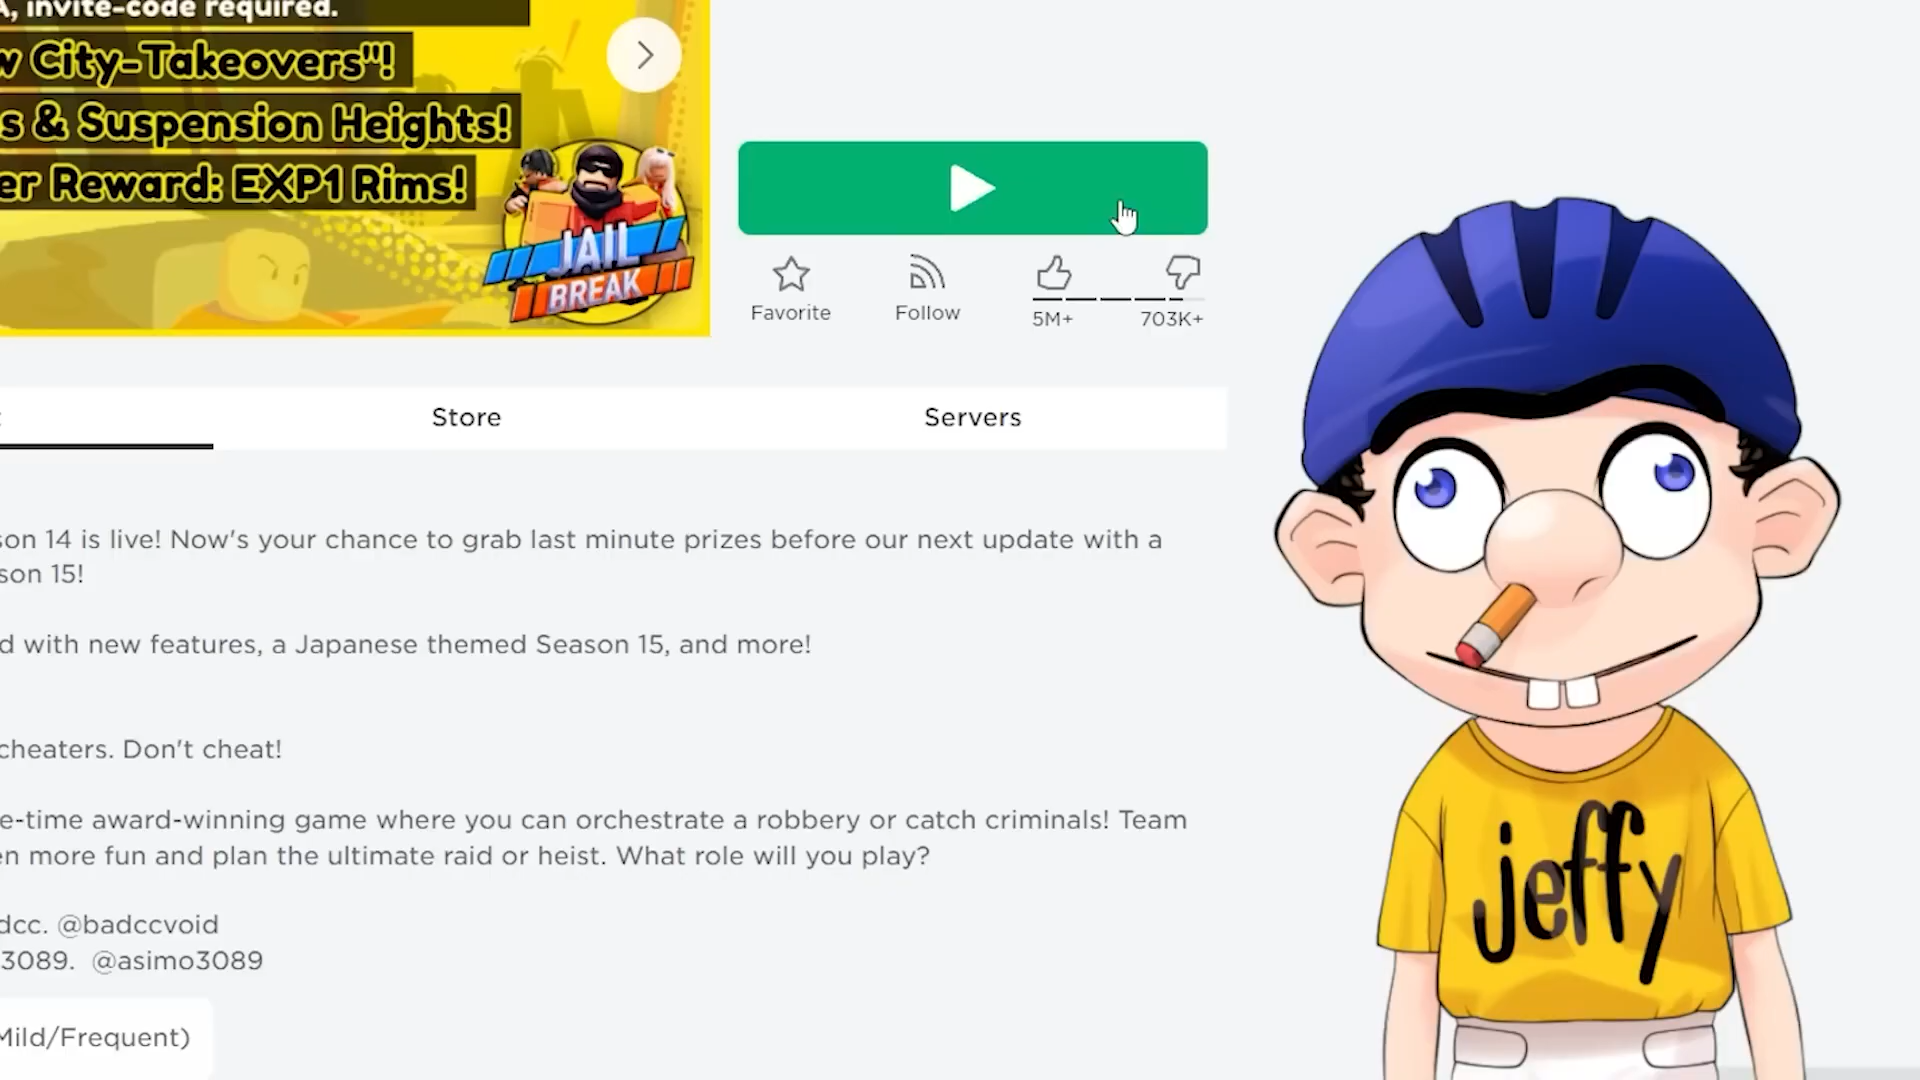 A, invite-code required.
w City-Takeovers"!
s & Suspension Heights!
er Reward: EXP1 Rims!
JAIL
BREAK
Favorite
Follow
5M+
703K+
Store
Servers
son 14 is live! Now's your chance to grab last minute prizes before our next update with a
son 15!
d with new features, a Japanese themed Season 15, and more!
cheaters. Don't cheat!
e-time award-winning game where you can orchestrate a robbery or catch criminals! Team
en more fun and plan the ultimate raid or heist. What role will you play?
dcc. @badccvoid
3089. @asimo3089
Mild/Frequent)
jeffy